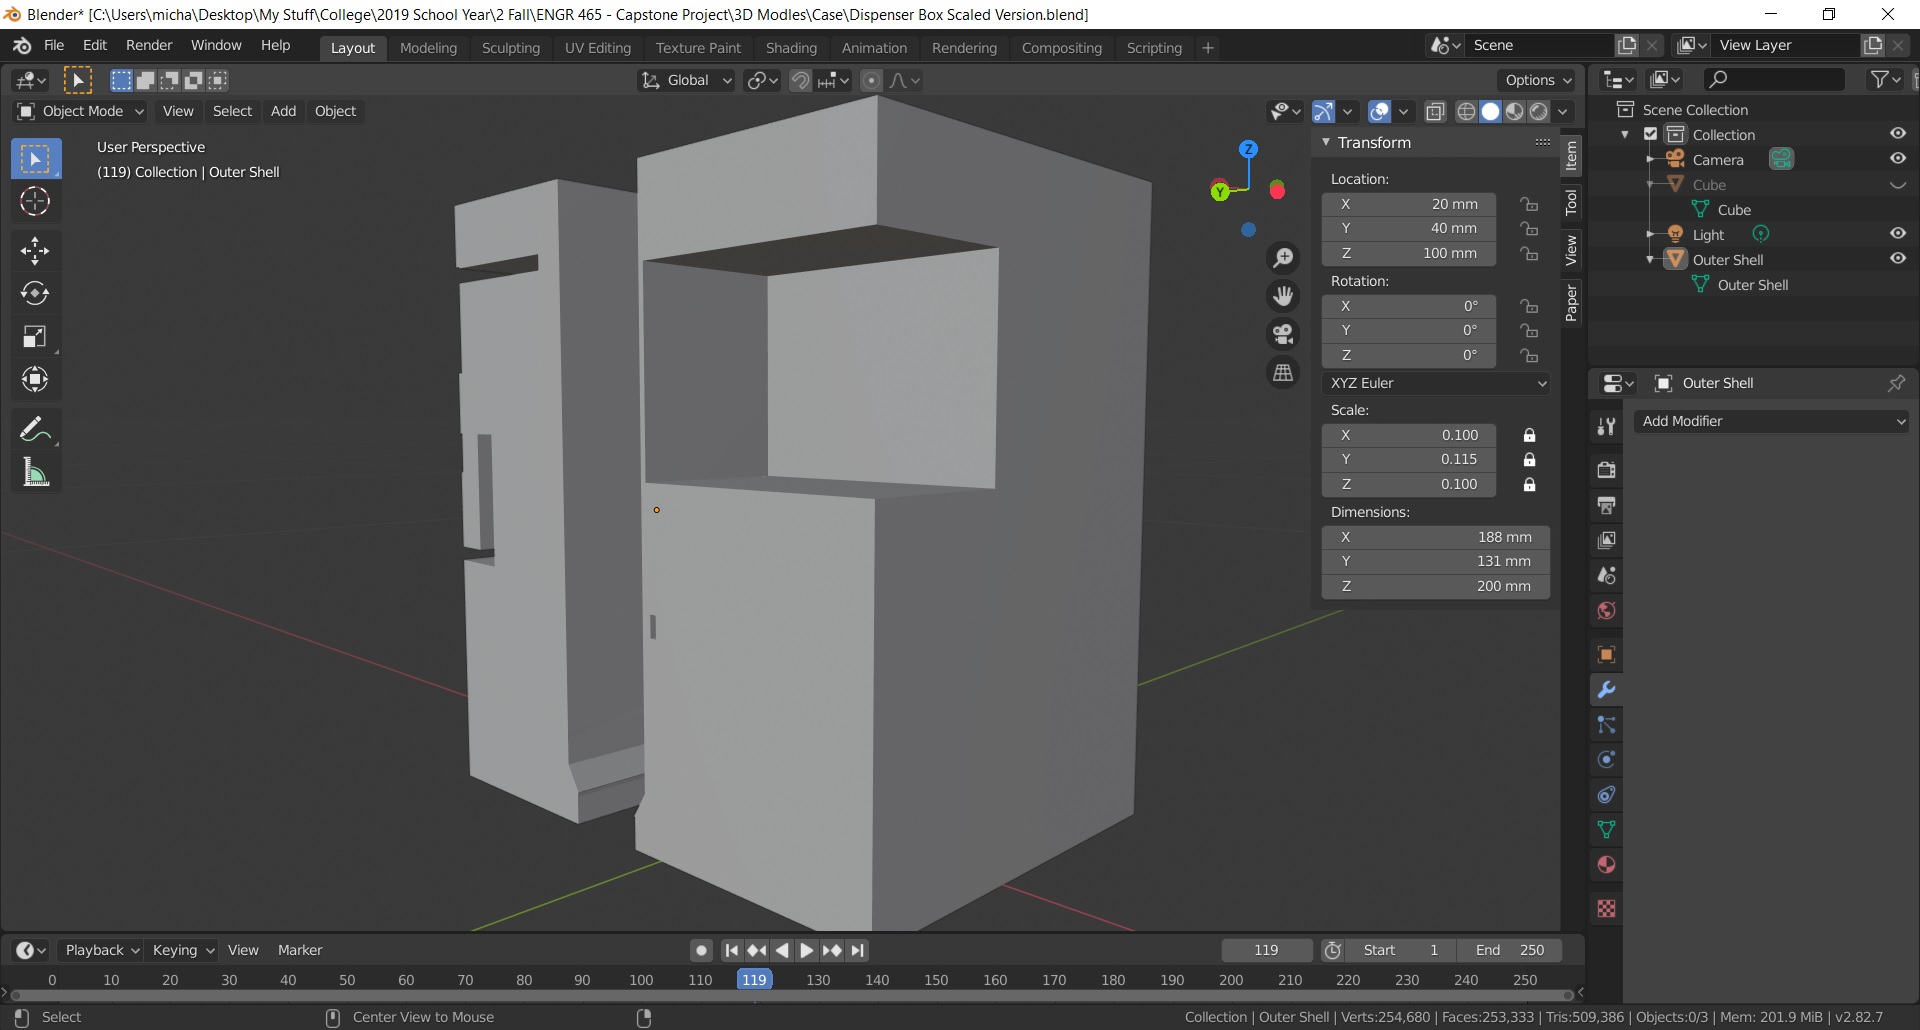 Blender* [C:\Users\micha\Desktop\My Stuff\College\2019 School Year\2 Fall\ENGR 465 - Capstone Project\3D Modles\Case\Dispenser Box Scaled Version.blend]
File Edit Render Window Help Layout Modeling Sculpting UV Editing Texture Paint Shading Animation Rendering Compositing Scripting + Scene View Layer
Global Options
Object Mode View Select Add Object
User Perspective
(119) Collection | Outer Shell
Z
Y
Transform
Location:
X 20 mm
Y 40 mm
Z 100 mm
Rotation:
X 0°
Y 0°
Z 0°
XYZ Euler
Scale:
X 0.100
Y 0.115
Z 0.100
Dimensions:
X 188 mm
Y 131 mm
Z 200 mm
Item
Tool
View
Paper
Scene Collection
Collection
Camera
Cube
Cube
Light
Outer Shell
Outer Shell
Outer Shell
Add Modifier
Playback Keying View Marker 119 Start 1 End 250
0 10 20 30 40 50 60 70 80 90 100 110 119 130 140 150 160 170 180 190 200 210 220 230 240 250
Select Center View to Mouse Collection | Outer Shell | Verts:254,680 | Faces:253,333 | Tris:509,386 | Objects:0/3 | Mem: 201.9 MiB | v2.82.7